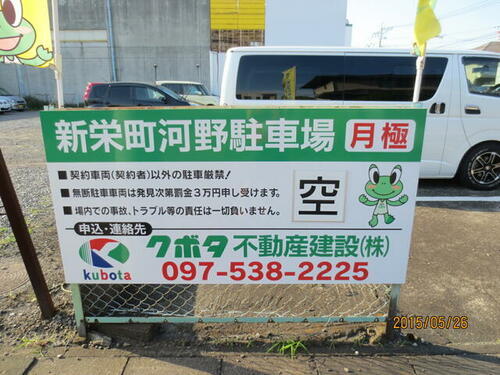 新栄町河野駐車場 月極
■契約車両(契約者)以外の駐車厳禁!
■無断駐車車両は発見次第罰金3万円申し受けます。
■場内での事故、トラブル等の責任は一切負いません。
空
申込・連絡先
kubota
クボタ不動産建設(株)
097-538-2225
2015/05/26